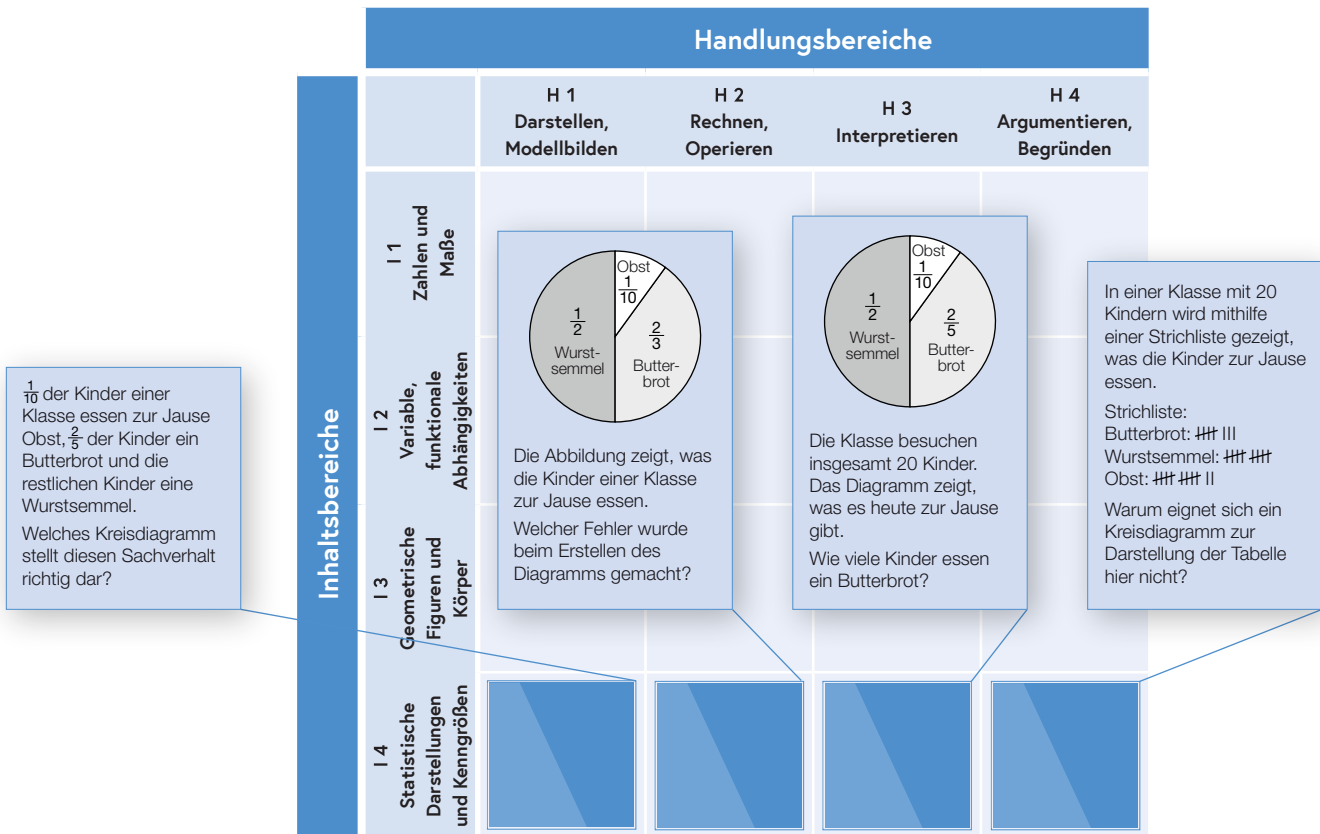 Handlungsbereiche
Inhaltsbereiche
H 1
Darstellen,
Modellbilden
H 2
Rechnen,
Operieren
H 3
Interpretieren
H 4
Argumentieren,
Begründen
I 1
Zahlen und
Maße
I 2
Variable,
funktionale
Abhängigkeiten
I 3
Geometrische
Figuren und
Körper
I 4
Statistische
Darstellungen
und Kenngrößen
1/10 der Kinder einer
Klasse essen zur Jause
Obst, 2/5 der Kinder ein
Butterbrot und die
restlichen Kinder eine
Wurstsemmel.
Welches Kreisdiagramm
stellt diesen Sachverhalt
richtig dar?
Obst
1/10
1/2
Wurst-
semmel
2/3
Butter-
brot
Die Abbildung zeigt, was
die Kinder einer Klasse
zur Jause essen.
Welcher Fehler wurde
beim Erstellen des
Diagramms gemacht?
Obst
1/10
1/2
Wurst-
semmel
2/5
Butter-
brot
Die Klasse besuchen
insgesamt 20 Kinder.
Das Diagramm zeigt,
was es heute zur Jause
gibt.
Wie viele Kinder essen
ein Butterbrot?
In einer Klasse mit 20
Kindern wird mithilfe
einer Strichliste gezeigt,
was die Kinder zur Jause
essen.
Strichliste:
Butterbrot: 卌 III
Wurstsemmel: 卌 卌
Obst: 卌 卌 II
Warum eignet sich ein
Kreisdiagramm zur
Darstellung der Tabelle
hier nicht?